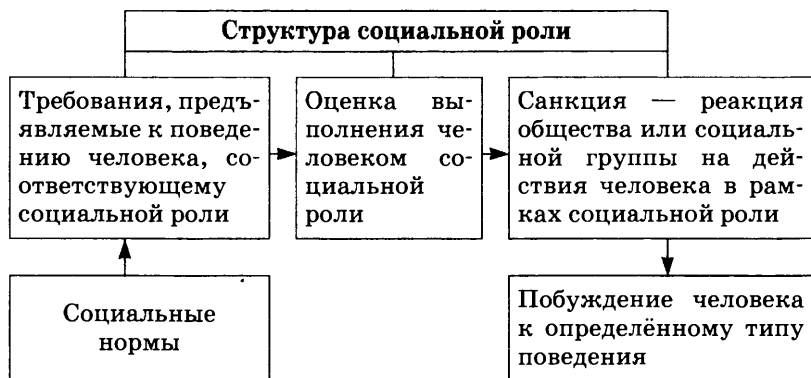 Структура социальной роли
Требования, предъ-
являемые к поведе-
нию человека, со-
ответствующему
социальной роли
Оценка вы-
полнения че-
ловеком со-
циальной
роли
Санкция — реакция
общества или социаль-
ной группы на дей-
ствия человека в рам-
ках социальной роли
Социальные
нормы
Побуждение человека
к определённому типу
поведения